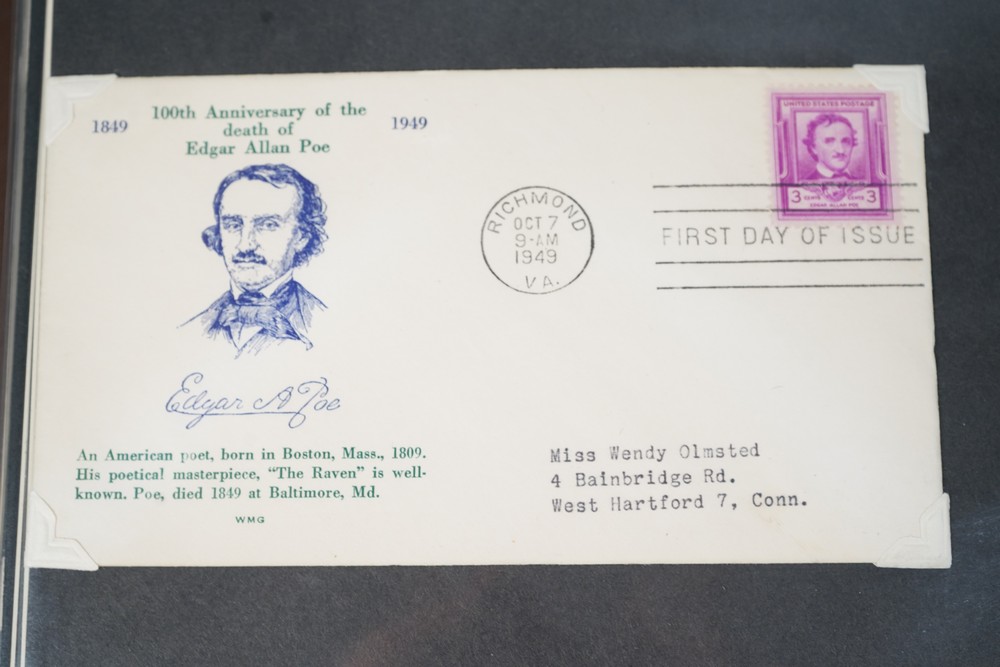 1849
100th Anniversary of the
death of
Edgar Allan Poe
1949
UNITED STATES POSTAGE
3 CENTS CENTS 3
EDGAR ALLAN POE
RICHMOND
OCT 7
9-AM
1949
VA.
FIRST DAY OF ISSUE
Edgar A Poe
An American poet, born in Boston, Mass., 1809.
His poetical masterpiece, "The Raven" is well-
known. Poe, died 1849 at Baltimore, Md.
WMG
Miss Wendy Olmsted
4 Bainbridge Rd.
West Hartford 7, Conn.